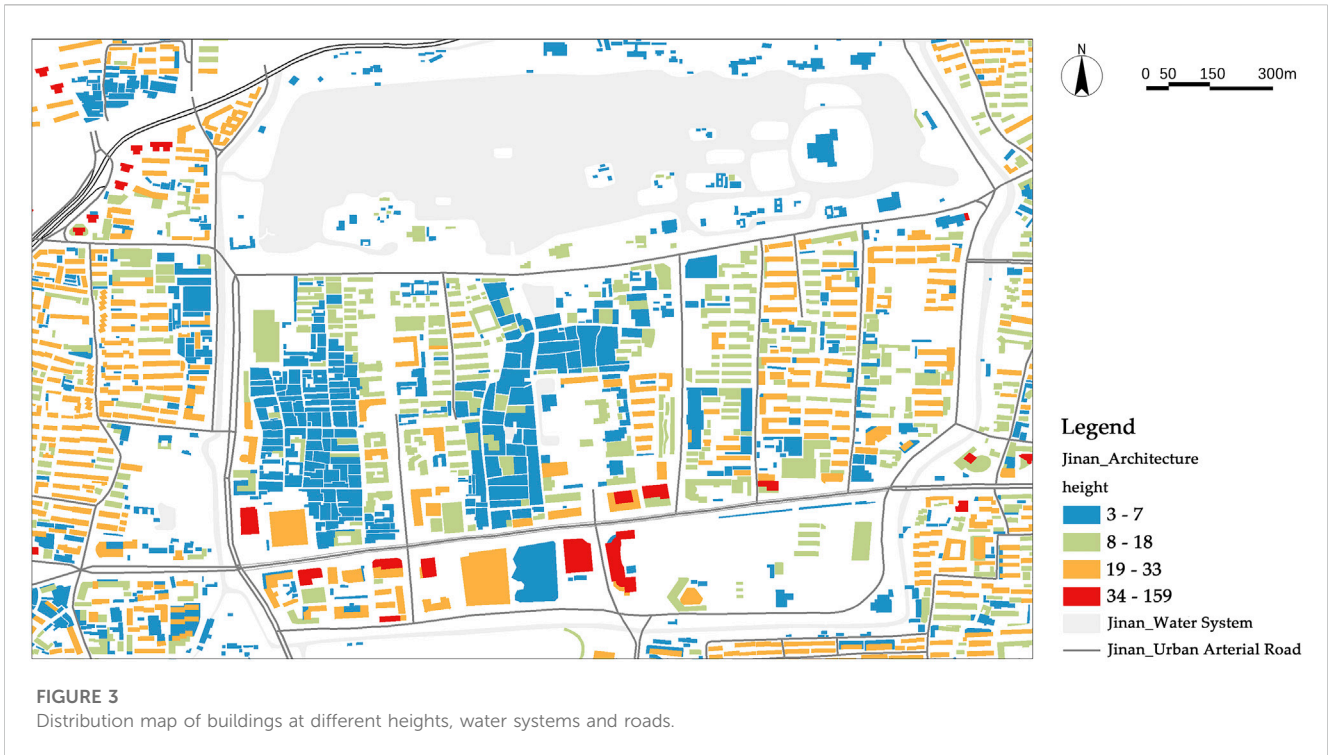 N
0 50 150 300m
Legend
Jinan_Architecture
height
3 - 7
8 - 18
19 - 33
34 - 159
Jinan_Water System
Jinan_Urban Arterial Road
FIGURE 3
Distribution map of buildings at different heights, water systems and roads.